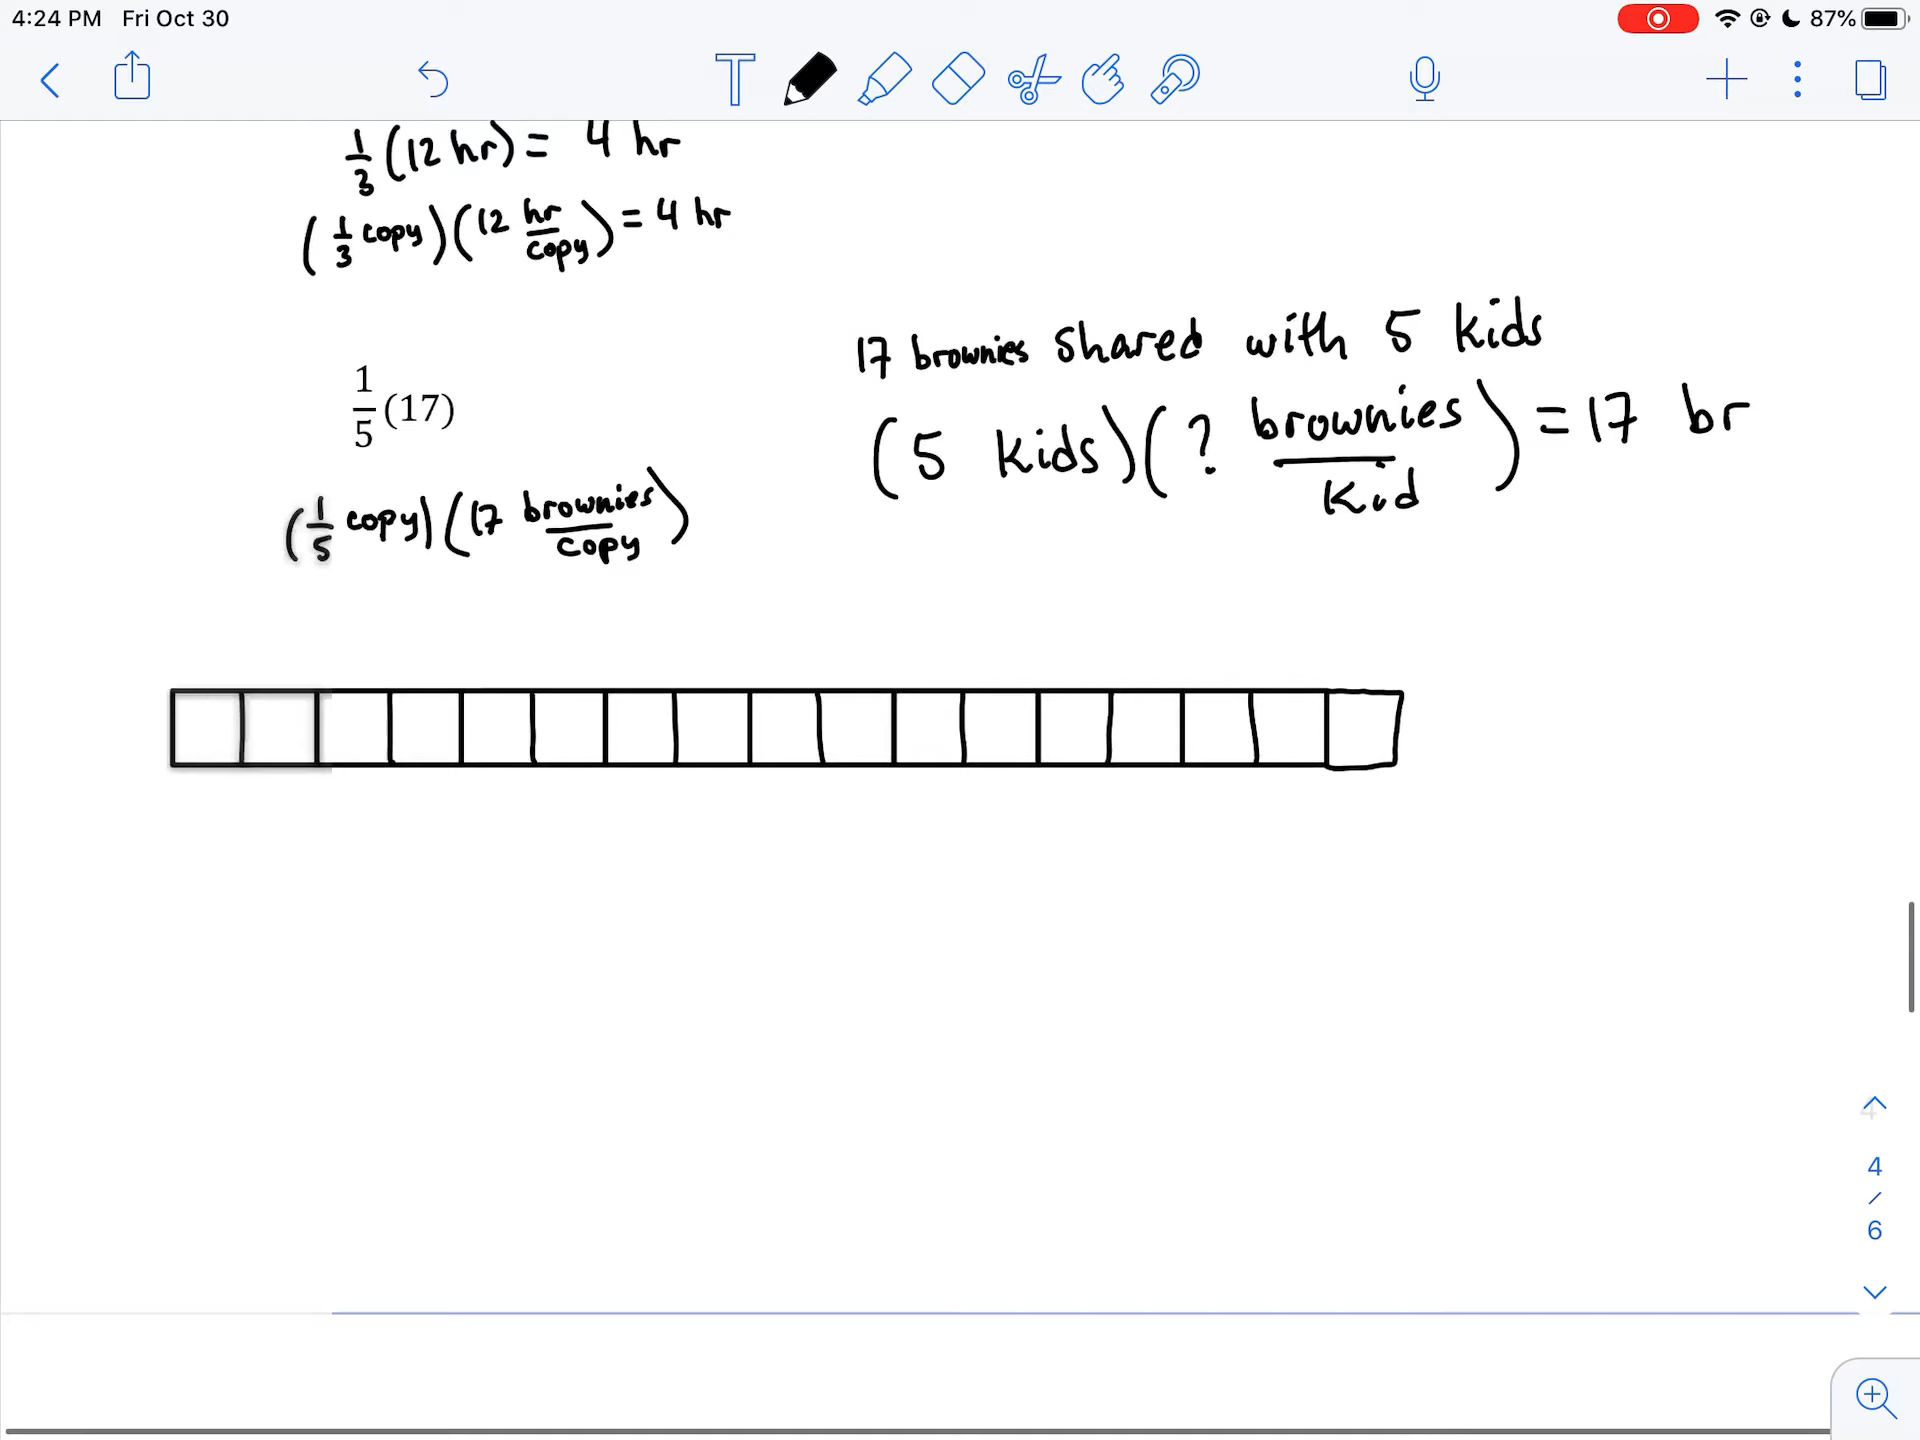 4:24 PM Fri Oct 30
87%
1/3 (12 hr) = 4 hr
(1/3 copy)(12 hr/copy) = 4 hr
17 brownies shared with 5 kids
1/5 (17)
(5 kids)(? brownies/kid) = 17 br
(1/5 copy)(17 brownies/copy)
4
/
6